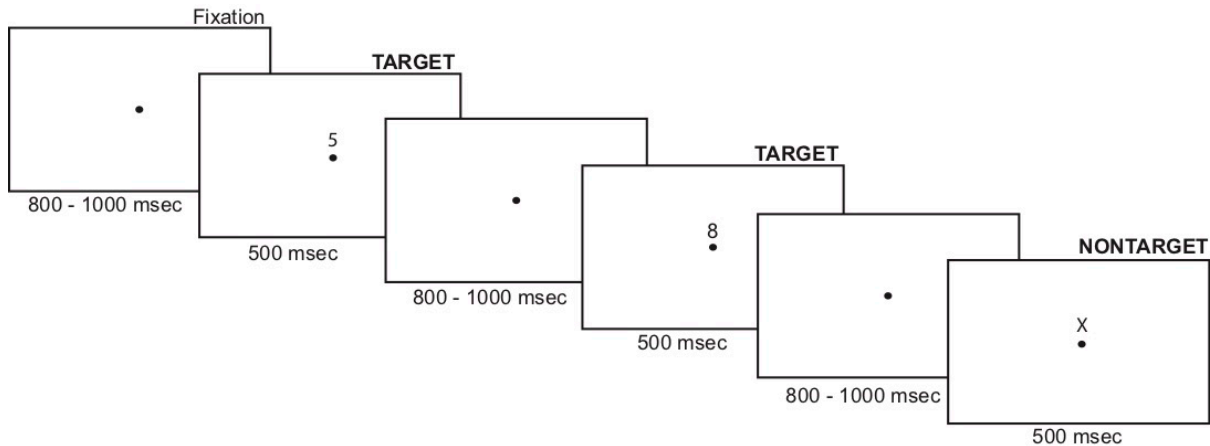 Fixation
800 - 1000 msec
TARGET
5
500 msec
800 - 1000 msec
TARGET
8
500 msec
800 - 1000 msec
NONTARGET
X
500 msec